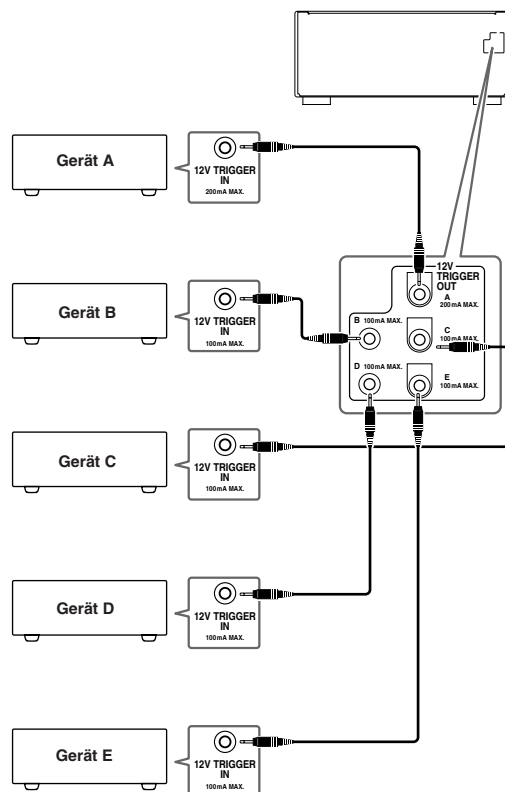 Gerät A
12V TRIGGER
IN
200mA MAX.
12V
TRIGGER
OUT
A
200mA MAX.
B 100mA MAX.
C
100mA MAX.
D 100mA MAX.
E
100mA MAX.
Gerät B
12V TRIGGER
IN
100mA MAX.
Gerät C
12V TRIGGER
IN
100mA MAX.
Gerät D
12V TRIGGER
IN
100mA MAX.
Gerät E
12V TRIGGER
IN
100mA MAX.